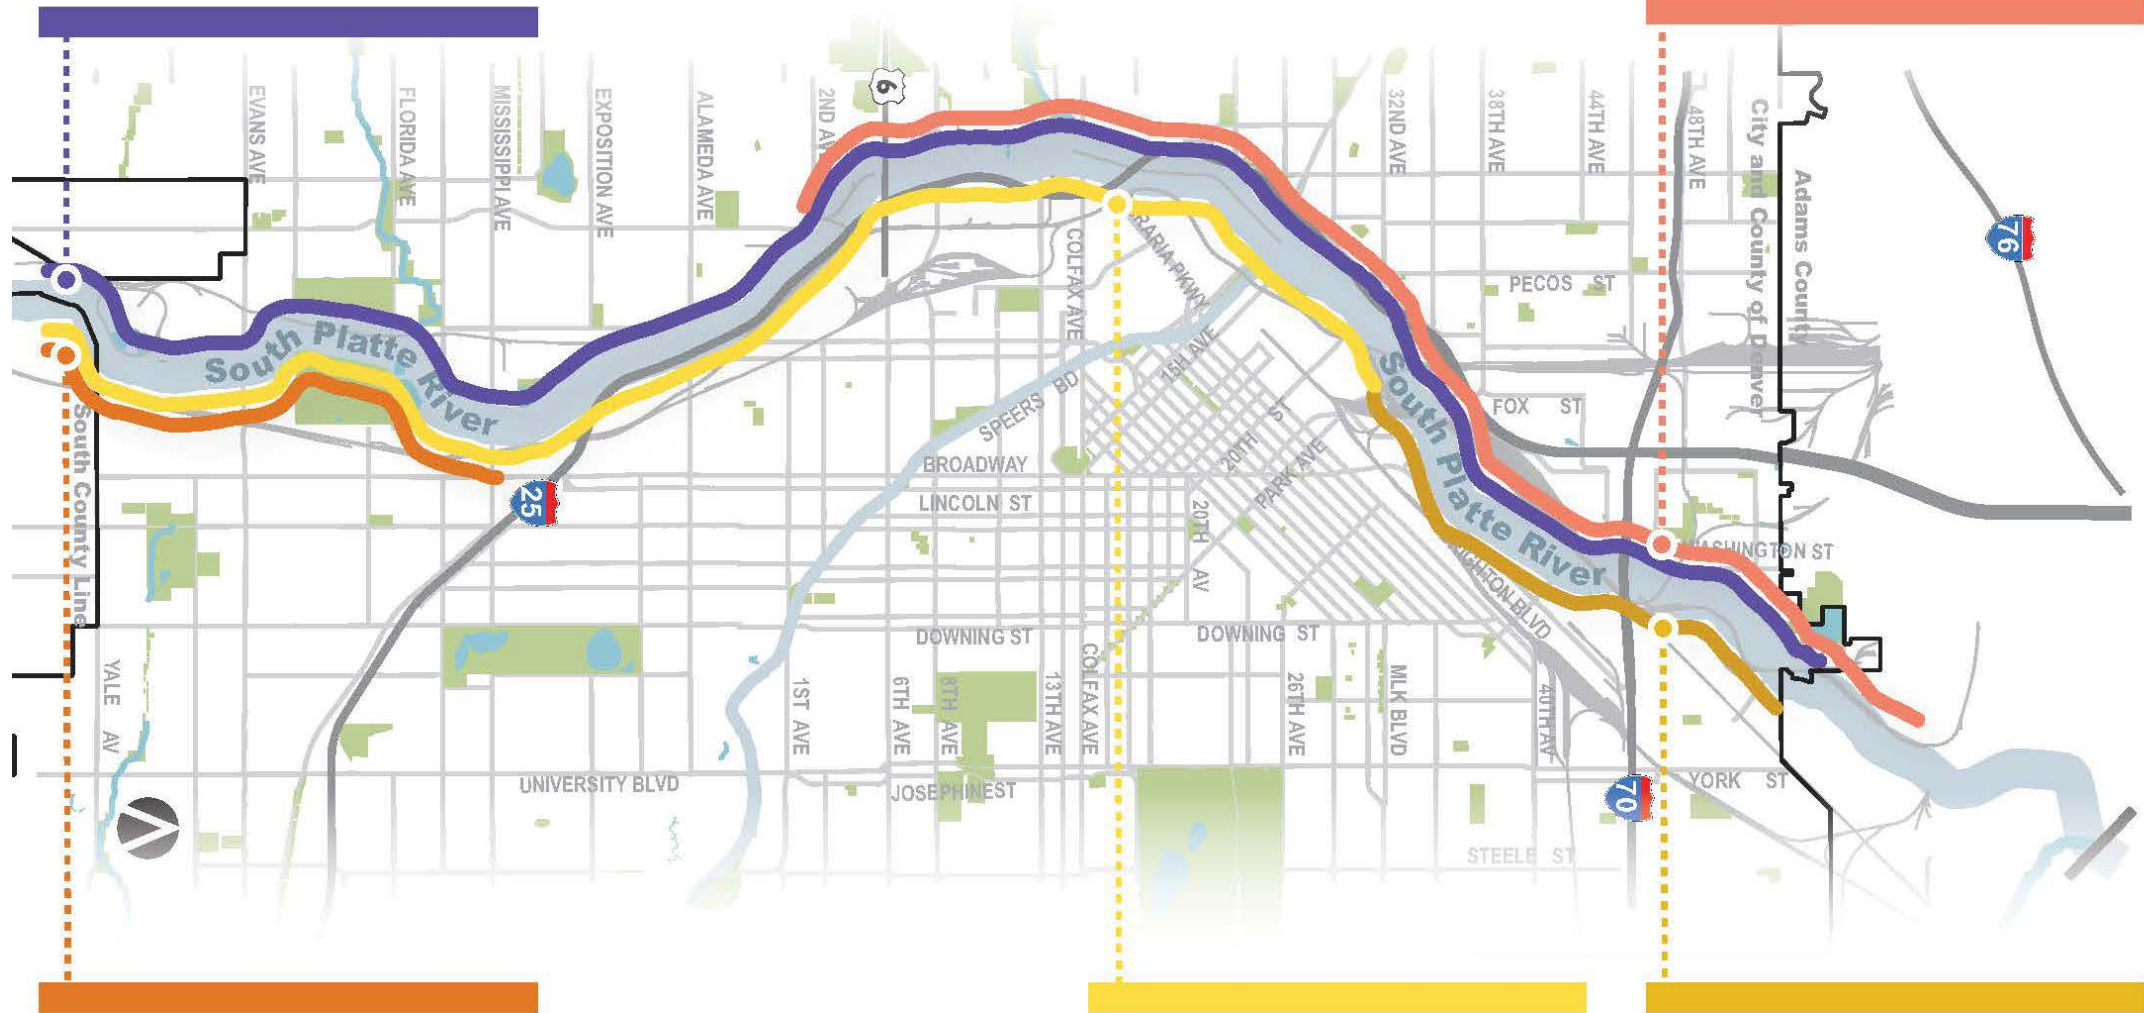 EVANS AVE
FLORIDA AVE
MISSISSIPPI AVE
EXPOSITION AVE
ALAMEDA AVE
2ND AV
6
32ND AVE
38TH AVE
44TH AVE
48TH AVE
City and County of Denver
Adams County
76
COLFAX AVE
RARIA PKWY
PECOS ST
South Platte River
South Platte River
15H AVE
SPEERS BD
FOX ST
20TH ST
PARK AVE
BROADWAY
LINCOLN ST
25
South County Line
20TH AV
WASHINGTON ST
IGHTON BLVD
DOWNING ST
DOWNING ST
YALE AV
1ST AVE
6TH AVE
8TH AVE
13TH AVE
COLFAX AVE
26TH AVE
MLK BLVD
40TH AV
UNIVERSITY BLVD
JOSEPHINE ST
70
YORK ST
STEELE ST